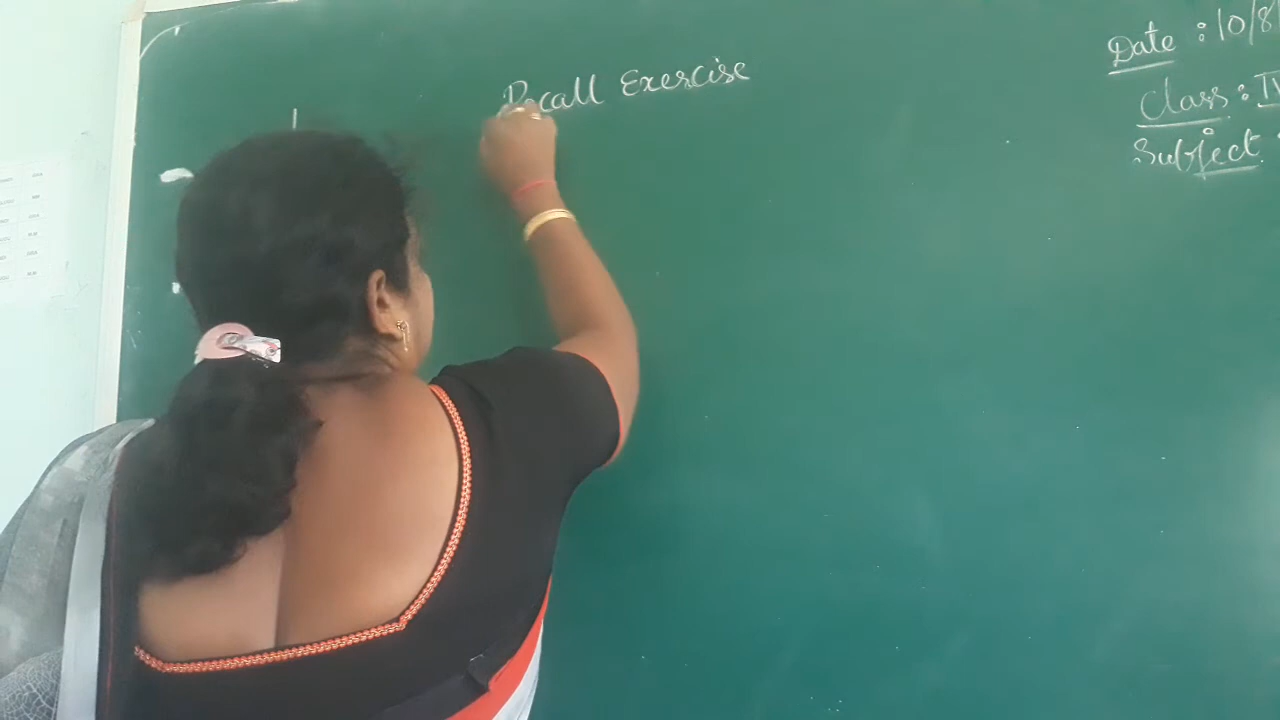 Recall Exercise
Date : 10/8
Class : IV
Subject